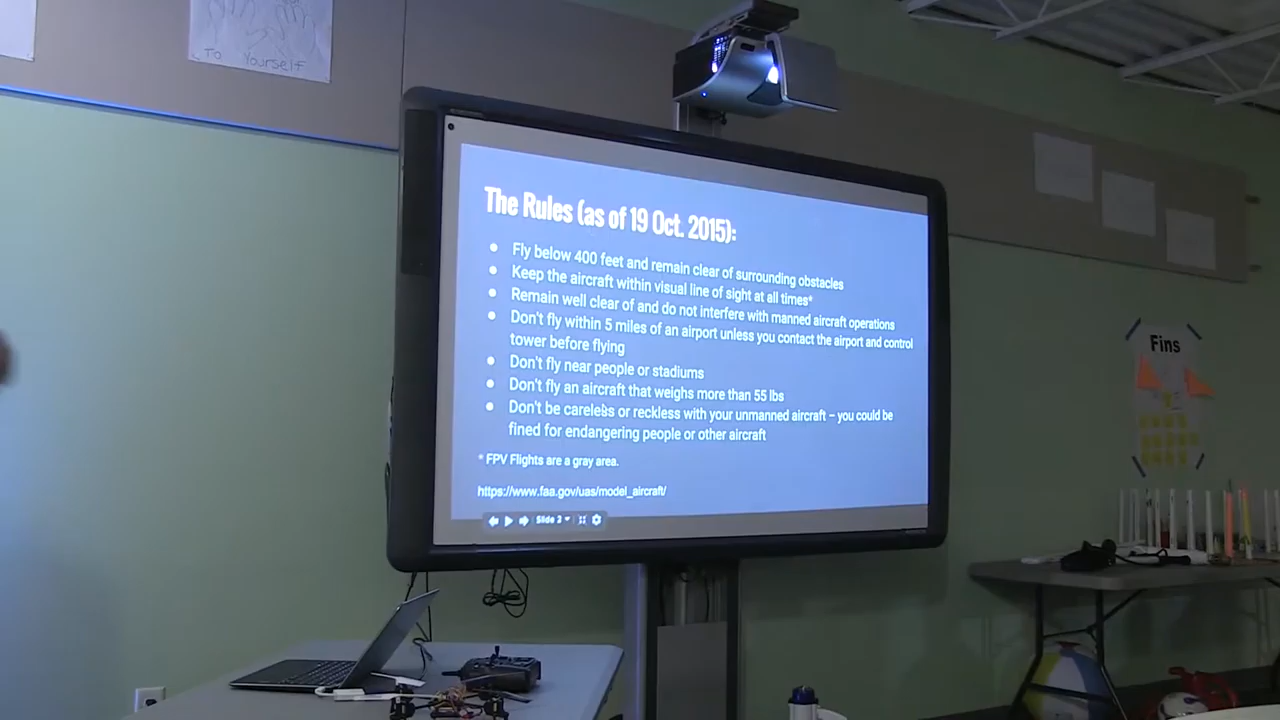 To Yourself
The Rules (as of 19 Oct. 2015):
Fly below 400 feet and remain clear of surrounding obstacles
Keep the aircraft within visual line of sight at all times*
Remain well clear of and do not interfere with manned aircraft operations
Don't fly within 5 miles of an airport unless you contact the airport and control
tower before flying
Don't fly near people or stadiums
Don't fly an aircraft that weighs more than 55 lbs
Don't be careless or reckless with your unmanned aircraft – you could be
fined for endangering people or other aircraft
* FPV Flights are a gray area.
https://www.faa.gov/uas/model_aircraft/
Slide 2
Fins